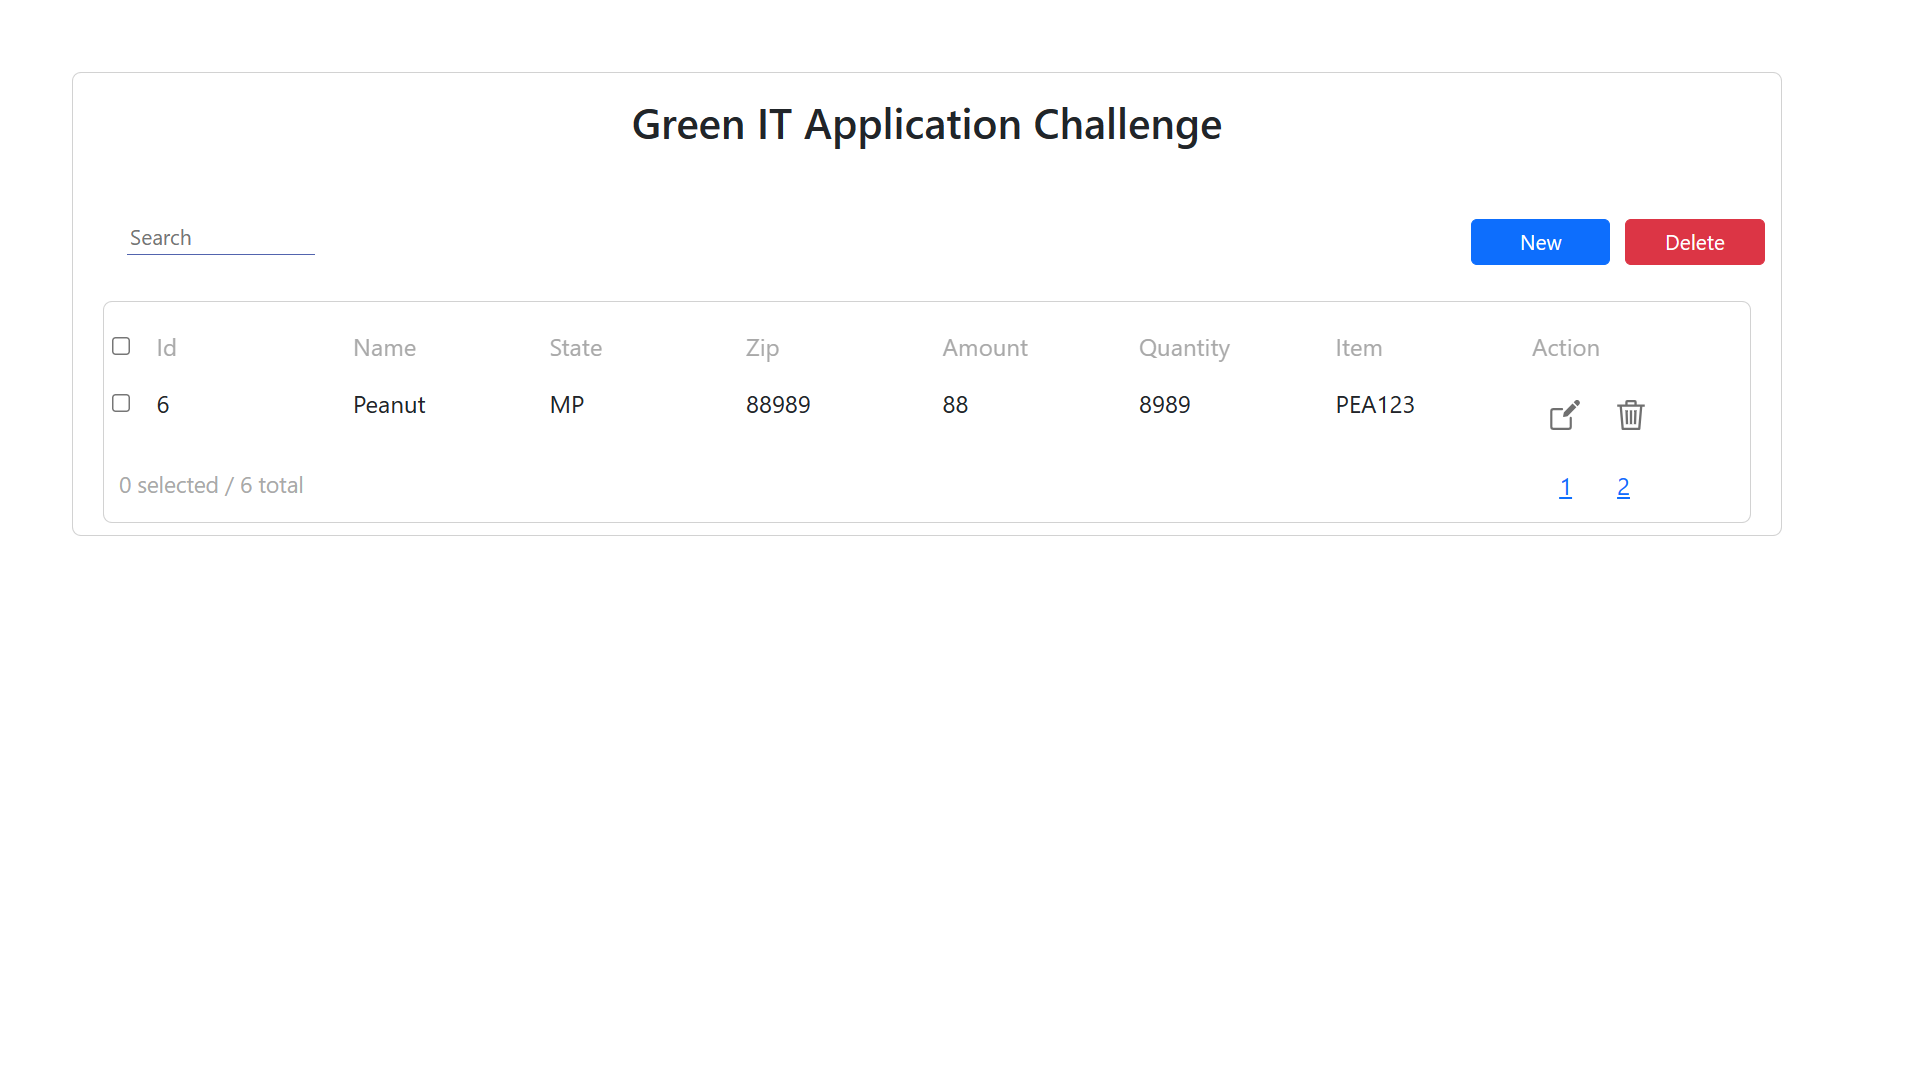 Green IT Application Challenge
Search
New Delete
Id Name State Zip Amount Quantity Item Action
6 Peanut MP 88989 88 8989 PEA123
0 selected / 6 total 1 2